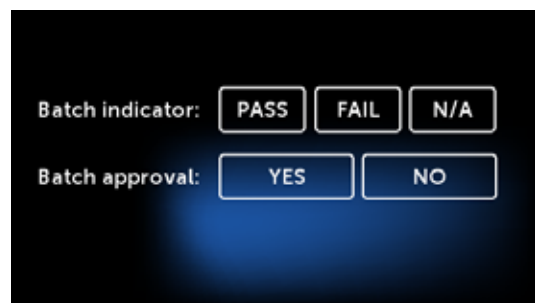 Batch indicator: PASS FAIL N/A
Batch approval: YES NO